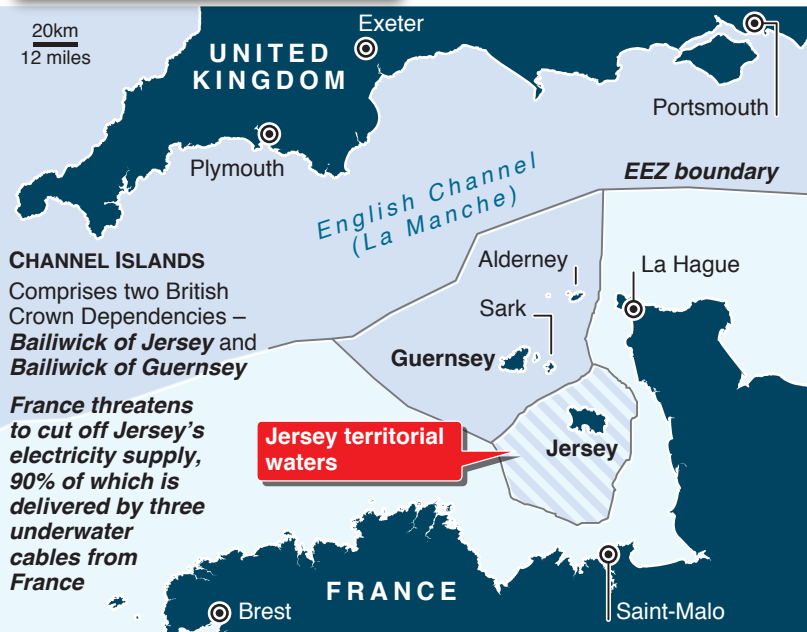 20km
12 miles
Exeter
UNITED
KINGDOM
Portsmouth
Plymouth
EEZ boundary
English Channel
(La Manche)
CHANNEL ISLANDS
Comprises two British
Crown Dependencies –
Bailiwick of Jersey and
Bailiwick of Guernsey
France threatens
to cut off Jersey’s
electricity supply,
90% of which is
delivered by three
underwater
cables from
France
Alderney
La Hague
Sark
Guernsey
Jersey territorial
waters
Jersey
FRANCE
Brest
Saint-Malo